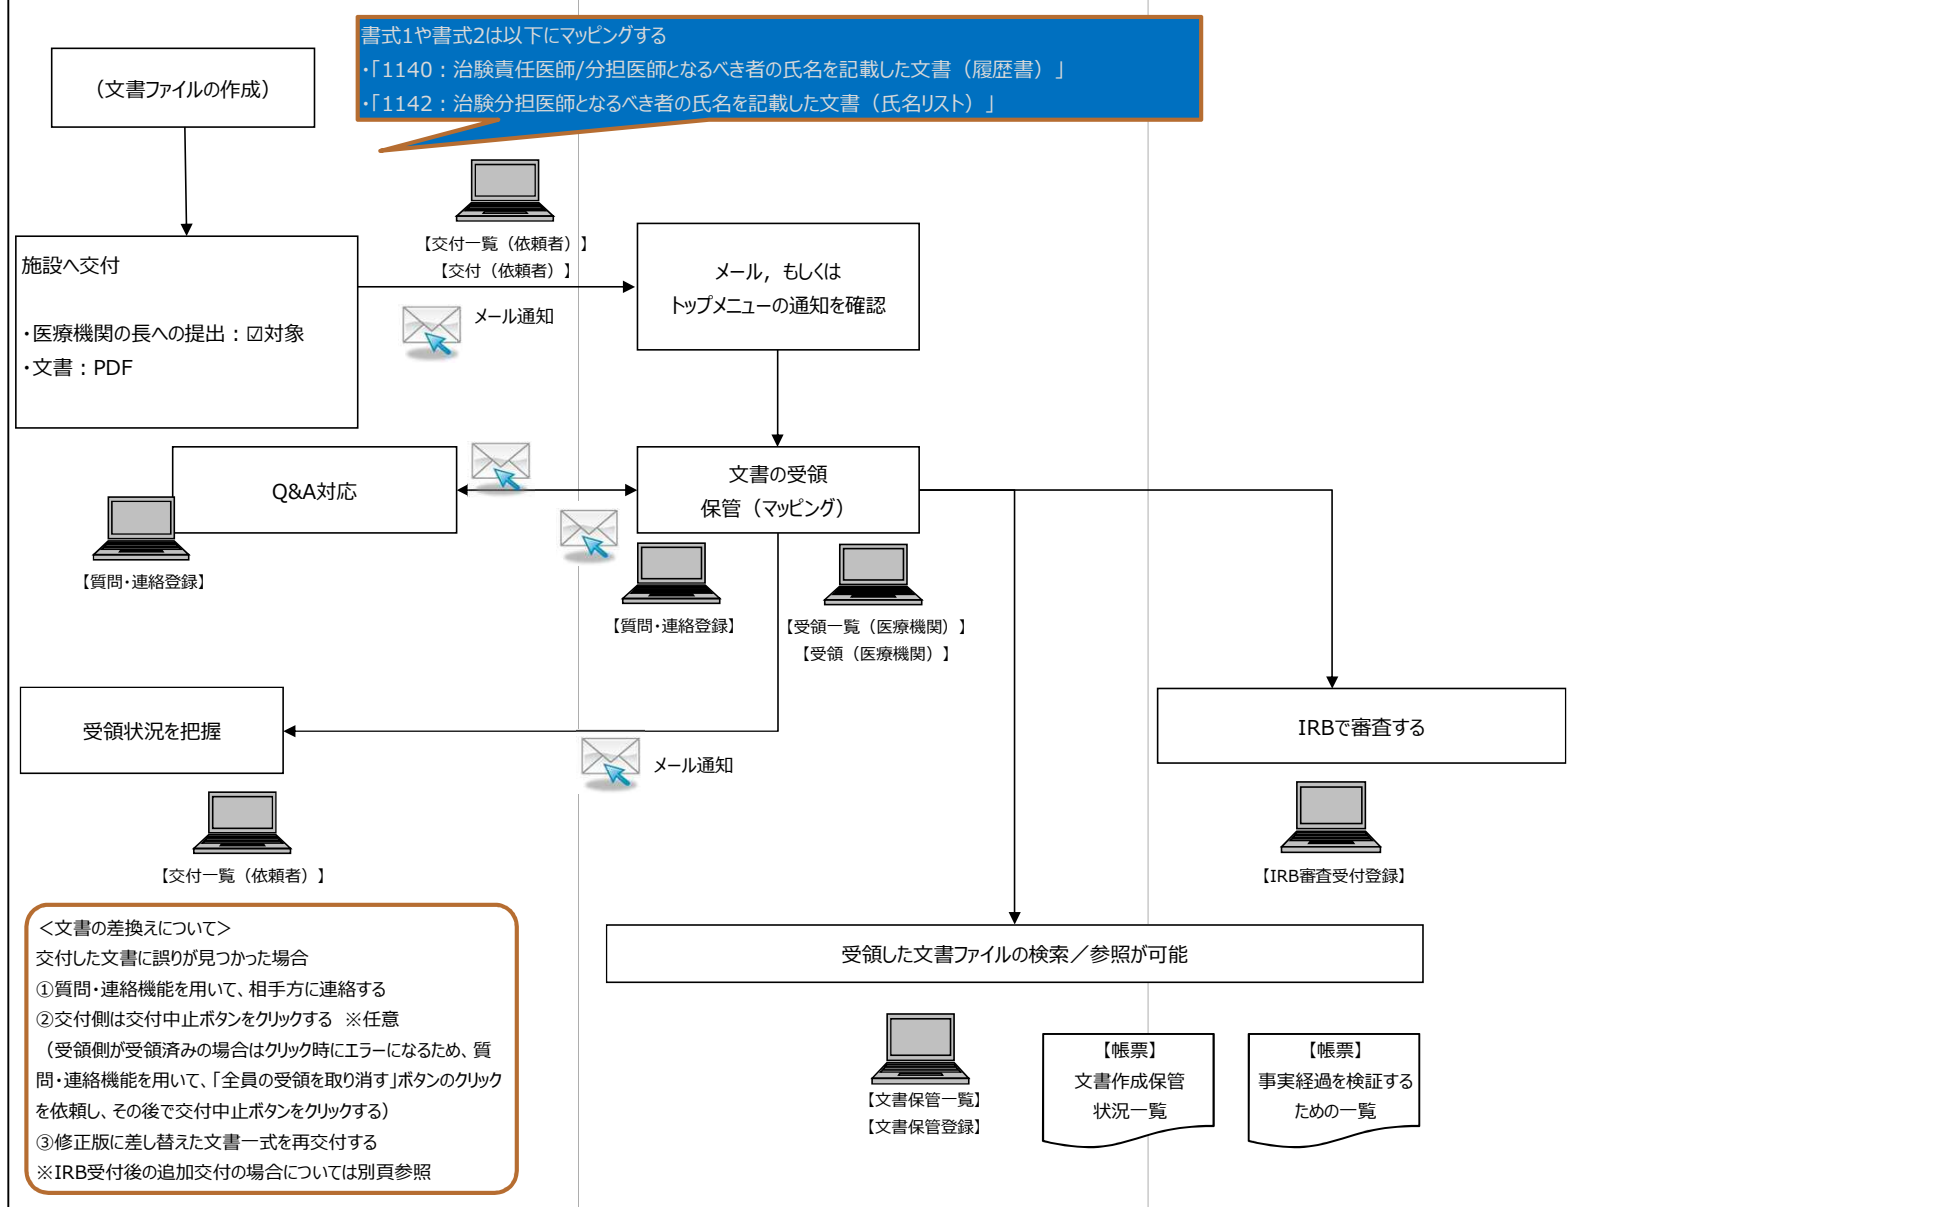 書式1や書式2は以下にマッピングする
・「1140：治験責任医師/分担医師となるべき者の氏名を記載した文書（履歴書）」
・「1142：治験分担医師となるべき者の氏名を記載した文書（氏名リスト）」
（文書ファイルの作成）
施設へ交付
・医療機関の長への提出：☑対象
・文書：PDF
【交付一覧（依頼者）】
【交付（依頼者）】
メール通知
メール，もしくは
トップメニューの通知を確認
Q&A対応
【質問・連絡登録】
文書の受領
保管（マッピング）
【質問・連絡登録】
【受領一覧（医療機関）】
【受領（医療機関）】
受領状況を把握
メール通知
【交付一覧（依頼者）】
IRBで審査する
【IRB審査受付登録】
＜文書の差換えについて＞
交付した文書に誤りが見つかった場合
①質問・連絡機能を用いて、相手方に連絡する
②交付側は交付中止ボタンをクリックする　※任意
（受領側が受領済みの場合はクリック時にエラーになるため、質
問・連絡機能を用いて、「全員の受領を取り消す」ボタンのクリック
を依頼し、その後で交付中止ボタンをクリックする）
③修正版に差し替えた文書一式を再交付する
※IRB受付後の追加交付の場合については別頁参照
受領した文書ファイルの検索／参照が可能
【文書保管一覧】
【文書保管登録】
【帳票】
文書作成保管
状況一覧
【帳票】
事実経過を検証する
ための一覧